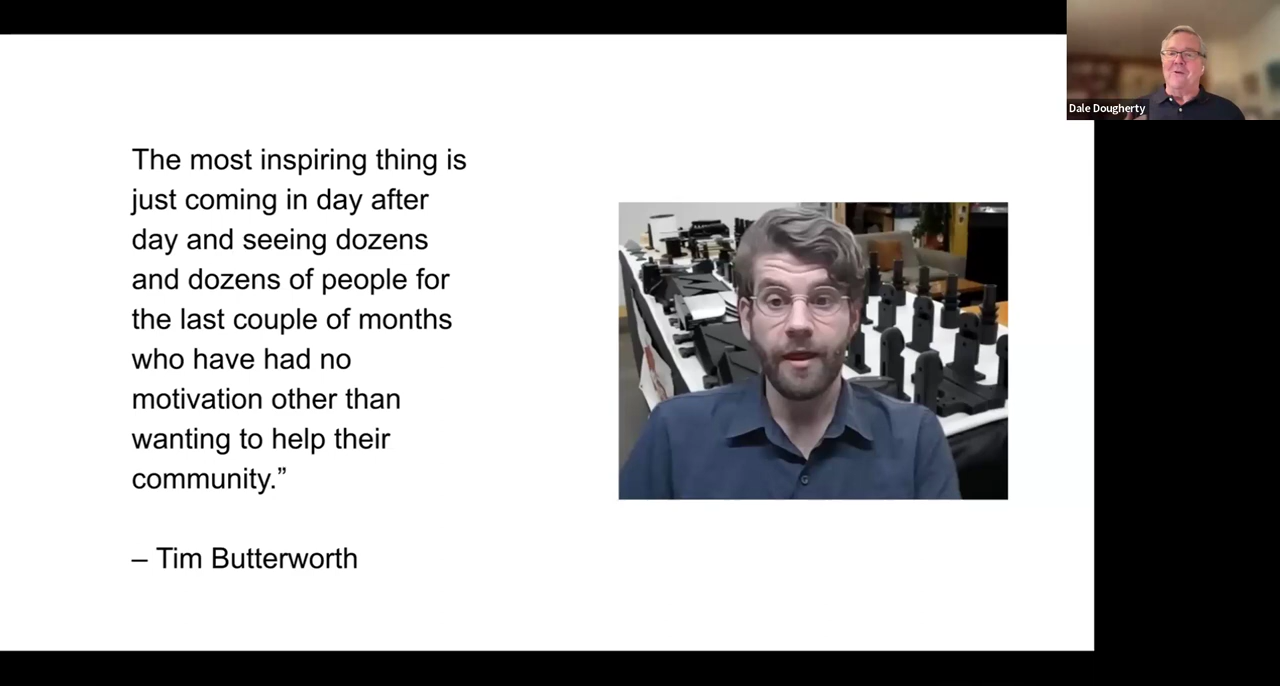 The most inspiring thing is
just coming in day after
day and seeing dozens
and dozens of people for
the last couple of months
who have had no
motivation other than
wanting to help their
community.”
– Tim Butterworth
Dale Dougherty